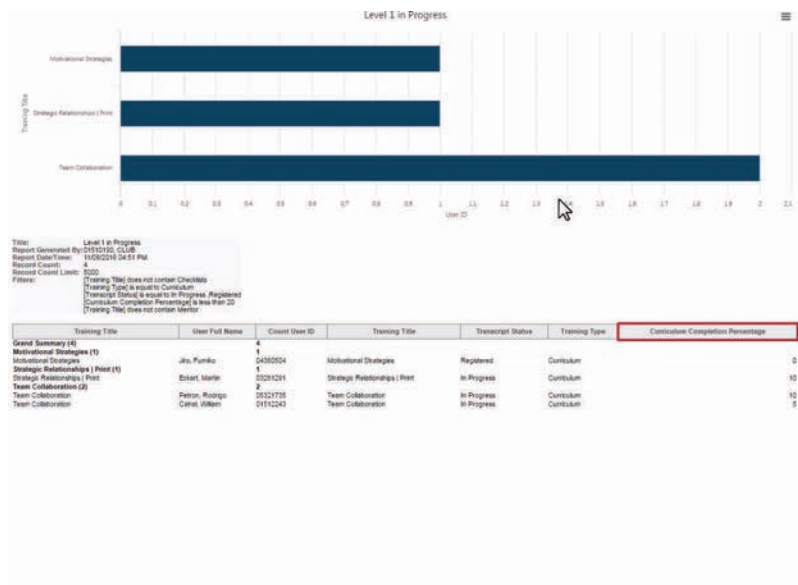 Level 1 in Progress
Training Title
Motivational Strategies
Strategic Relationships | Print
Team Collaboration
0 0.1 0.2 0.3 0.4 0.5 0.6 0.7 0.8 0.9 1 1.1 1.2 1.3 1.4 1.5 1.6 1.7 1.8 1.9 2 2.1
User ID
Title: Level 1 in Progress
Report Generated By: CLUB
Report Date/Time: 11/08/2016 04:51 PM
Record Count: 4
Record Count Limit: 5000
Filters: [Training Title] does not contain Checklists
[Training Type] is equal to Curriculum
[Transcript Status] is equal to In Progress ,Registered
[Curriculum Completion Percentage] is less than 20
[Training Title] does not contain Mentor
Training Title User Full Name Count User ID Training Title Transcript Status Training Type Curriculum Completion Percentage
Grand Summary (4) 4
Motivational Strategies (1) 1
Motivational Strategies Jiro, Fumiko Motivational Strategies Registered Curriculum 0
Strategic Relationships | Print (1) 1
Strategic Relationships | Print Eckert, Martin Strategic Relationships | Print In Progress Curriculum 10
Team Collaboration (2) 2
Team Collaboration Petron, Rodrigo Team Collaboration In Progress Curriculum 10
Team Collaboration William 01512243 Team Collaboration In Progress Curriculum 5